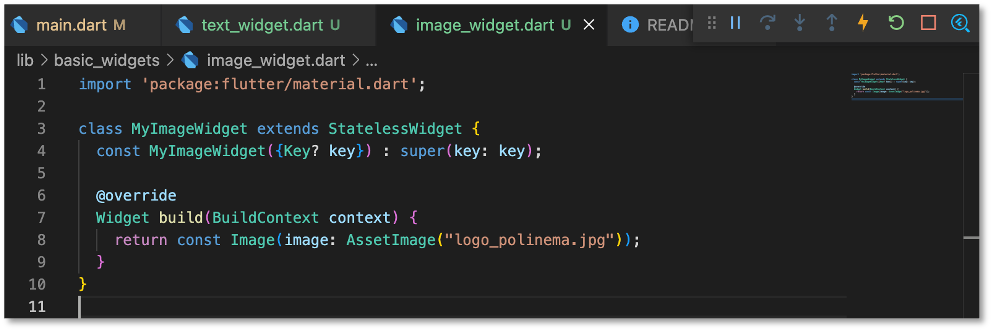 main.dart M
text_widget.dart U
image_widget.dart U
READ
lib > basic_widgets > image_widget.dart > ...
1 import 'package:flutter/material.dart';
2
3 class MyImageWidget extends StatelessWidget {
4 const MyImageWidget({Key? key}) : super(key: key);
5
6 @override
7 Widget build(BuildContext context) {
8 return const Image(image: AssetImage("logo_polinema.jpg"));
9 }
10 }
11